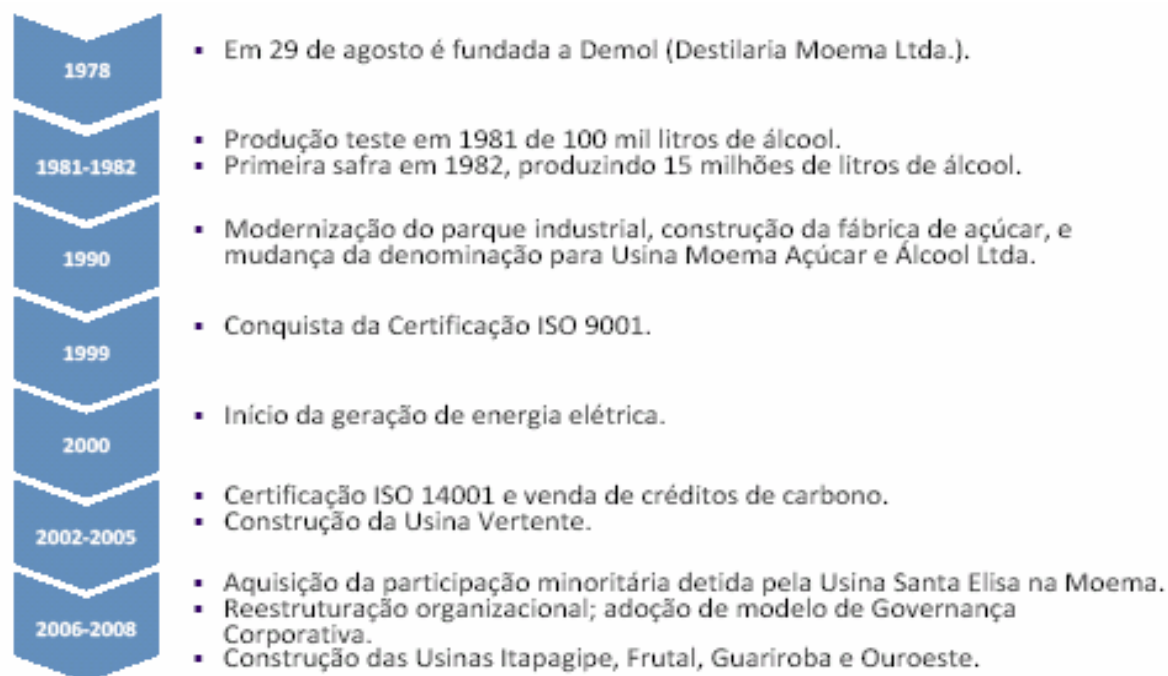 1978
▪ Em 29 de agosto é fundada a Demol (Destilaria Moema Ltda.).
1981-1982
▪ Produção teste em 1981 de 100 mil litros de álcool.
▪ Primeira safra em 1982, produzindo 15 milhões de litros de álcool.
1990
▪ Modernização do parque industrial, construção da fábrica de açúcar, e
mudança da denominação para Usina Moema Açúcar e Álcool Ltda.
1999
▪ Conquista da Certificação ISO 9001.
2000
▪ Início da geração de energia elétrica.
2002-2005
▪ Certificação ISO 14001 e venda de créditos de carbono.
▪ Construção da Usina Vertente.
2006-2008
▪ Aquisição da participação minoritária detida pela Usina Santa Elisa na Moema.
▪ Reestruturação organizacional; adoção de modelo de Governança
Corporativa.
▪ Construção das Usinas Itapagipe, Frutal, Guariroba e Ouroeste.